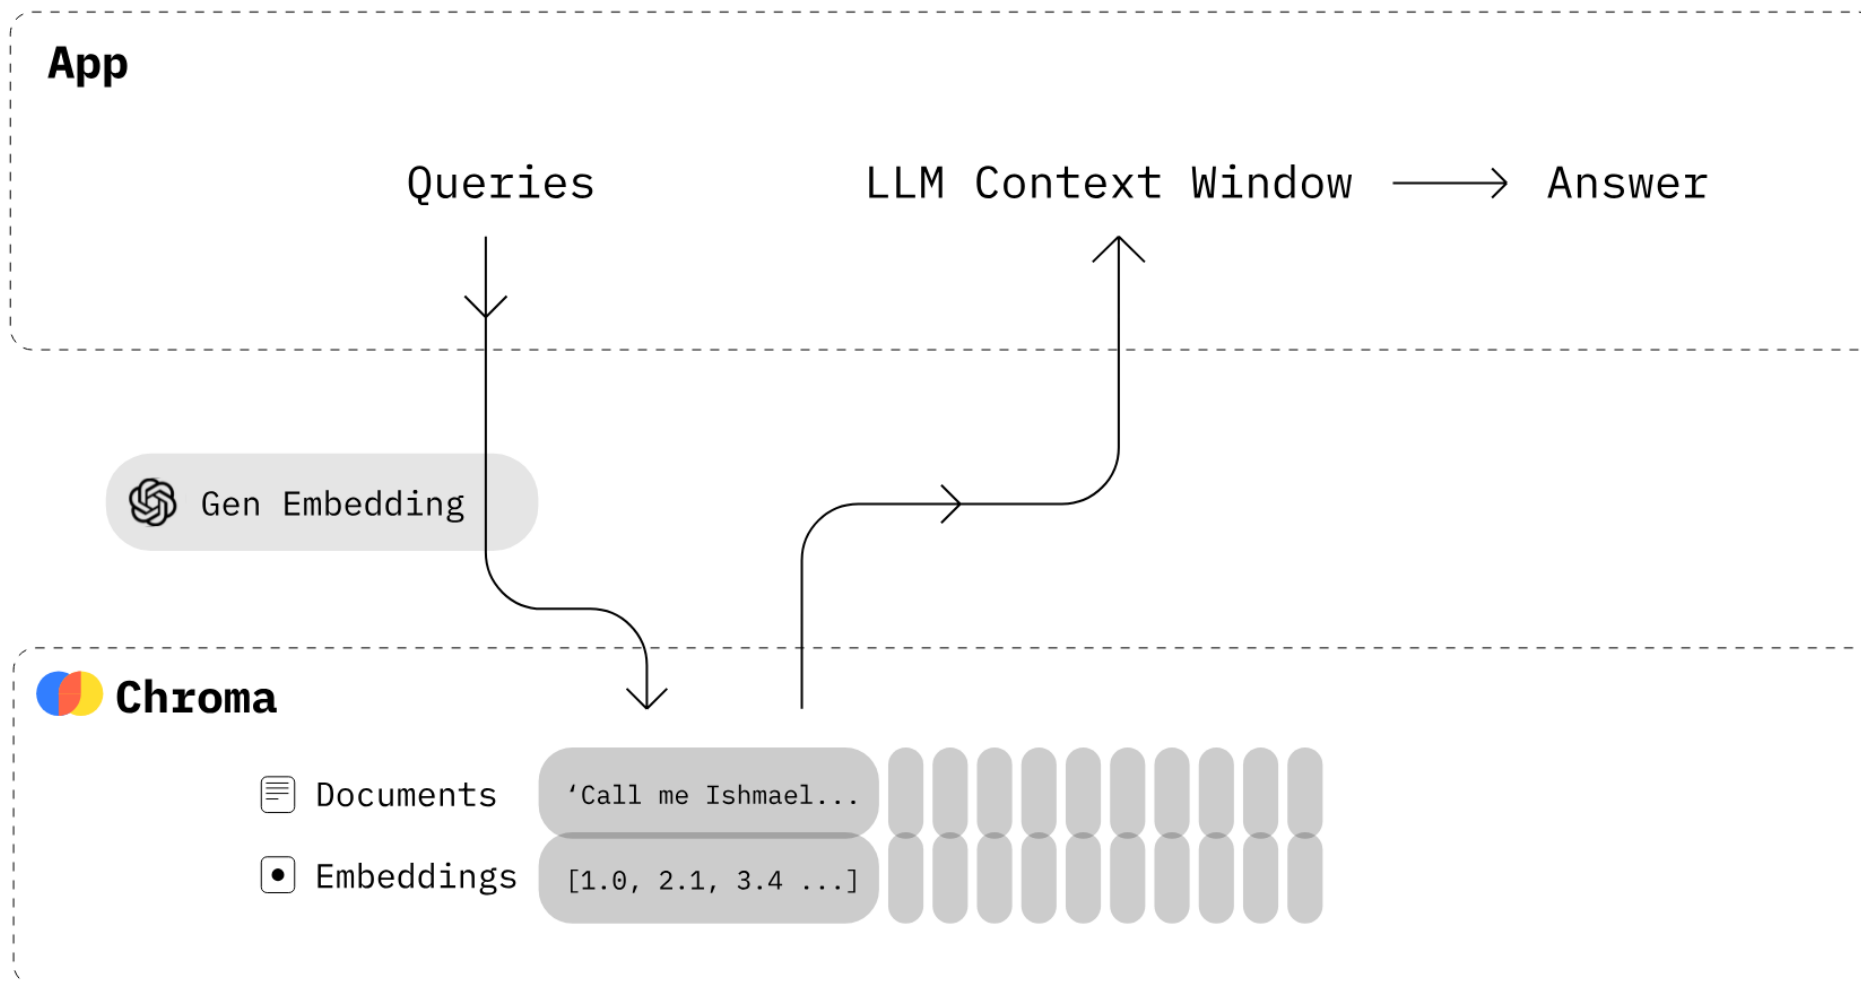 App
Queries
LLM Context Window
Answer
Gen Embedding
Chroma
Documents
‘Call me Ishmael...
Embeddings
[1.0, 2.1, 3.4 ...]